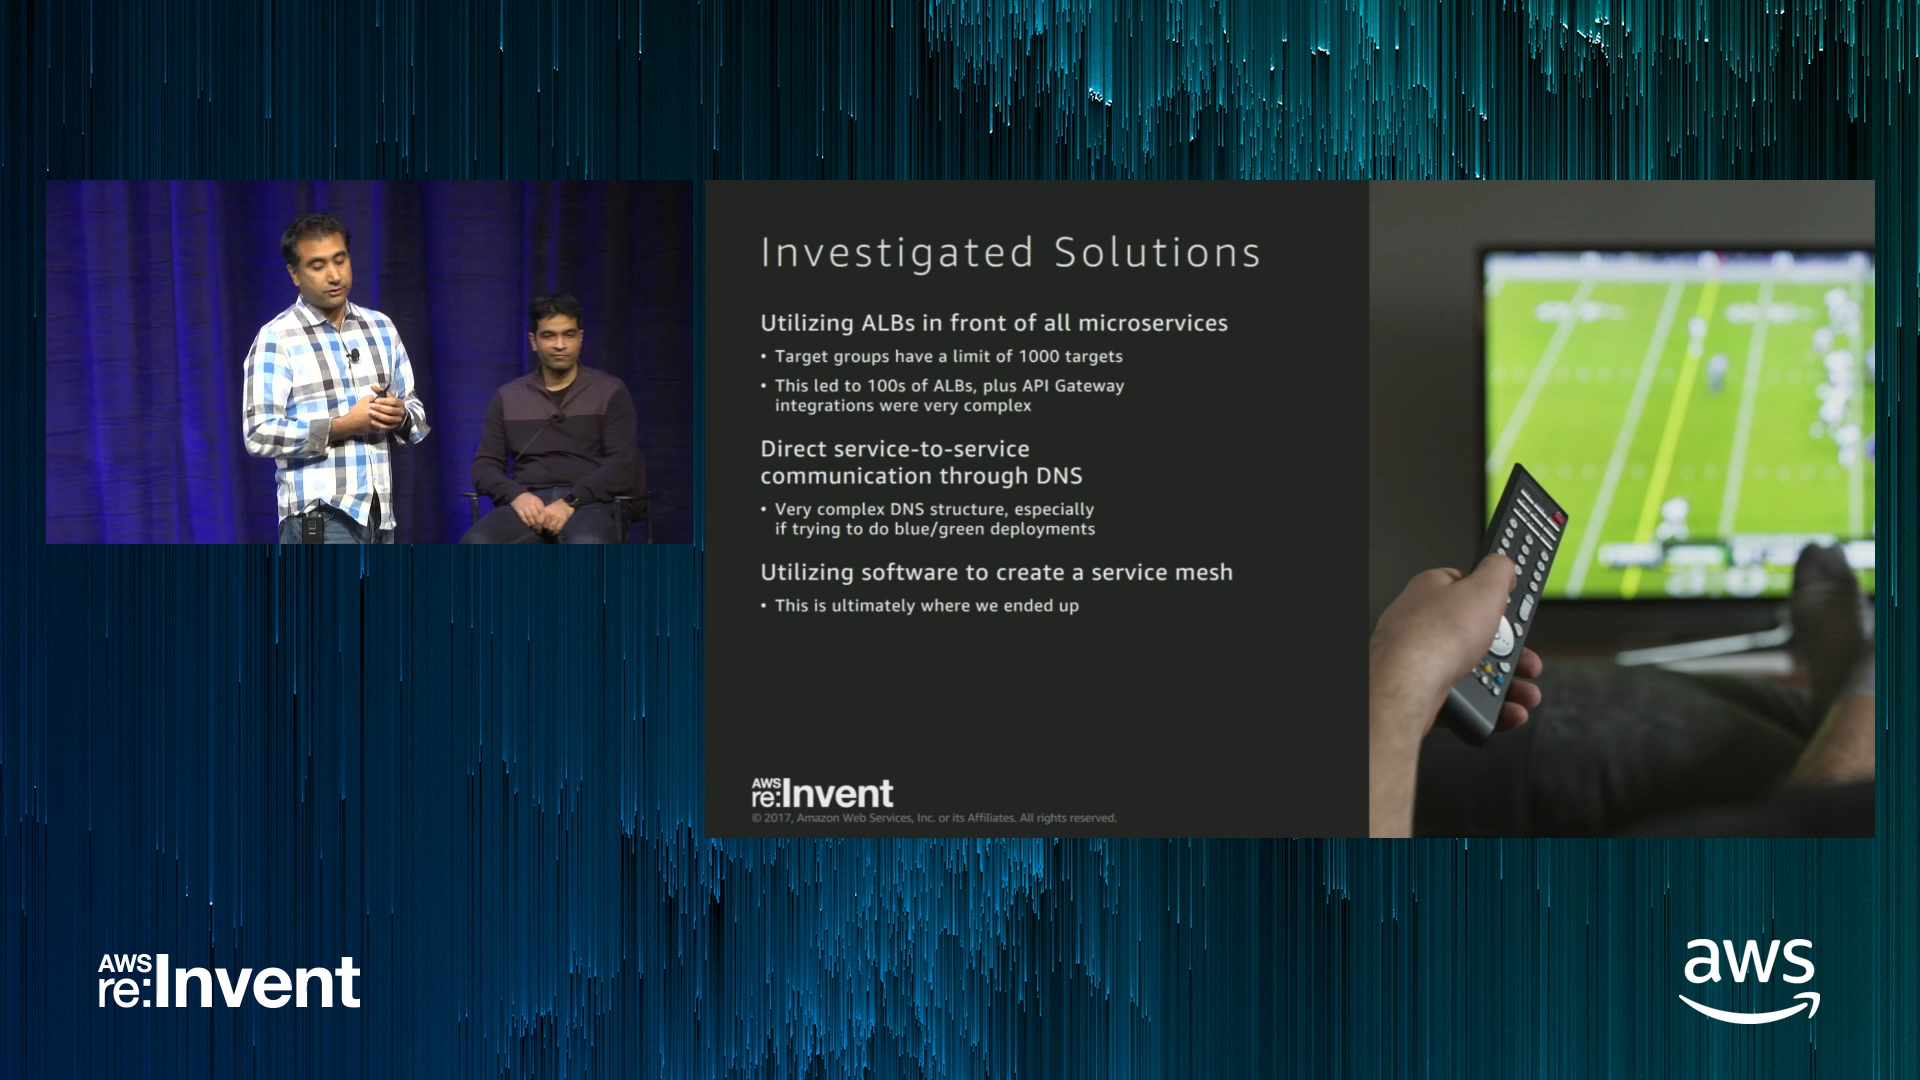 Investigated Solutions
Utilizing ALBs in front of all microservices
• Target groups have a limit of 1000 targets
• This led to 100s of ALBs, plus API Gateway
integrations were very complex
Direct service-to-service
communication through DNS
• Very complex DNS structure, especially
if trying to do blue/green deployments
Utilizing software to create a service mesh
• This is ultimately where we ended up
AWS
re:Invent
© 2017, Amazon Web Services, Inc. or its Affiliates. All rights reserved.
AWS
re:Invent
aws